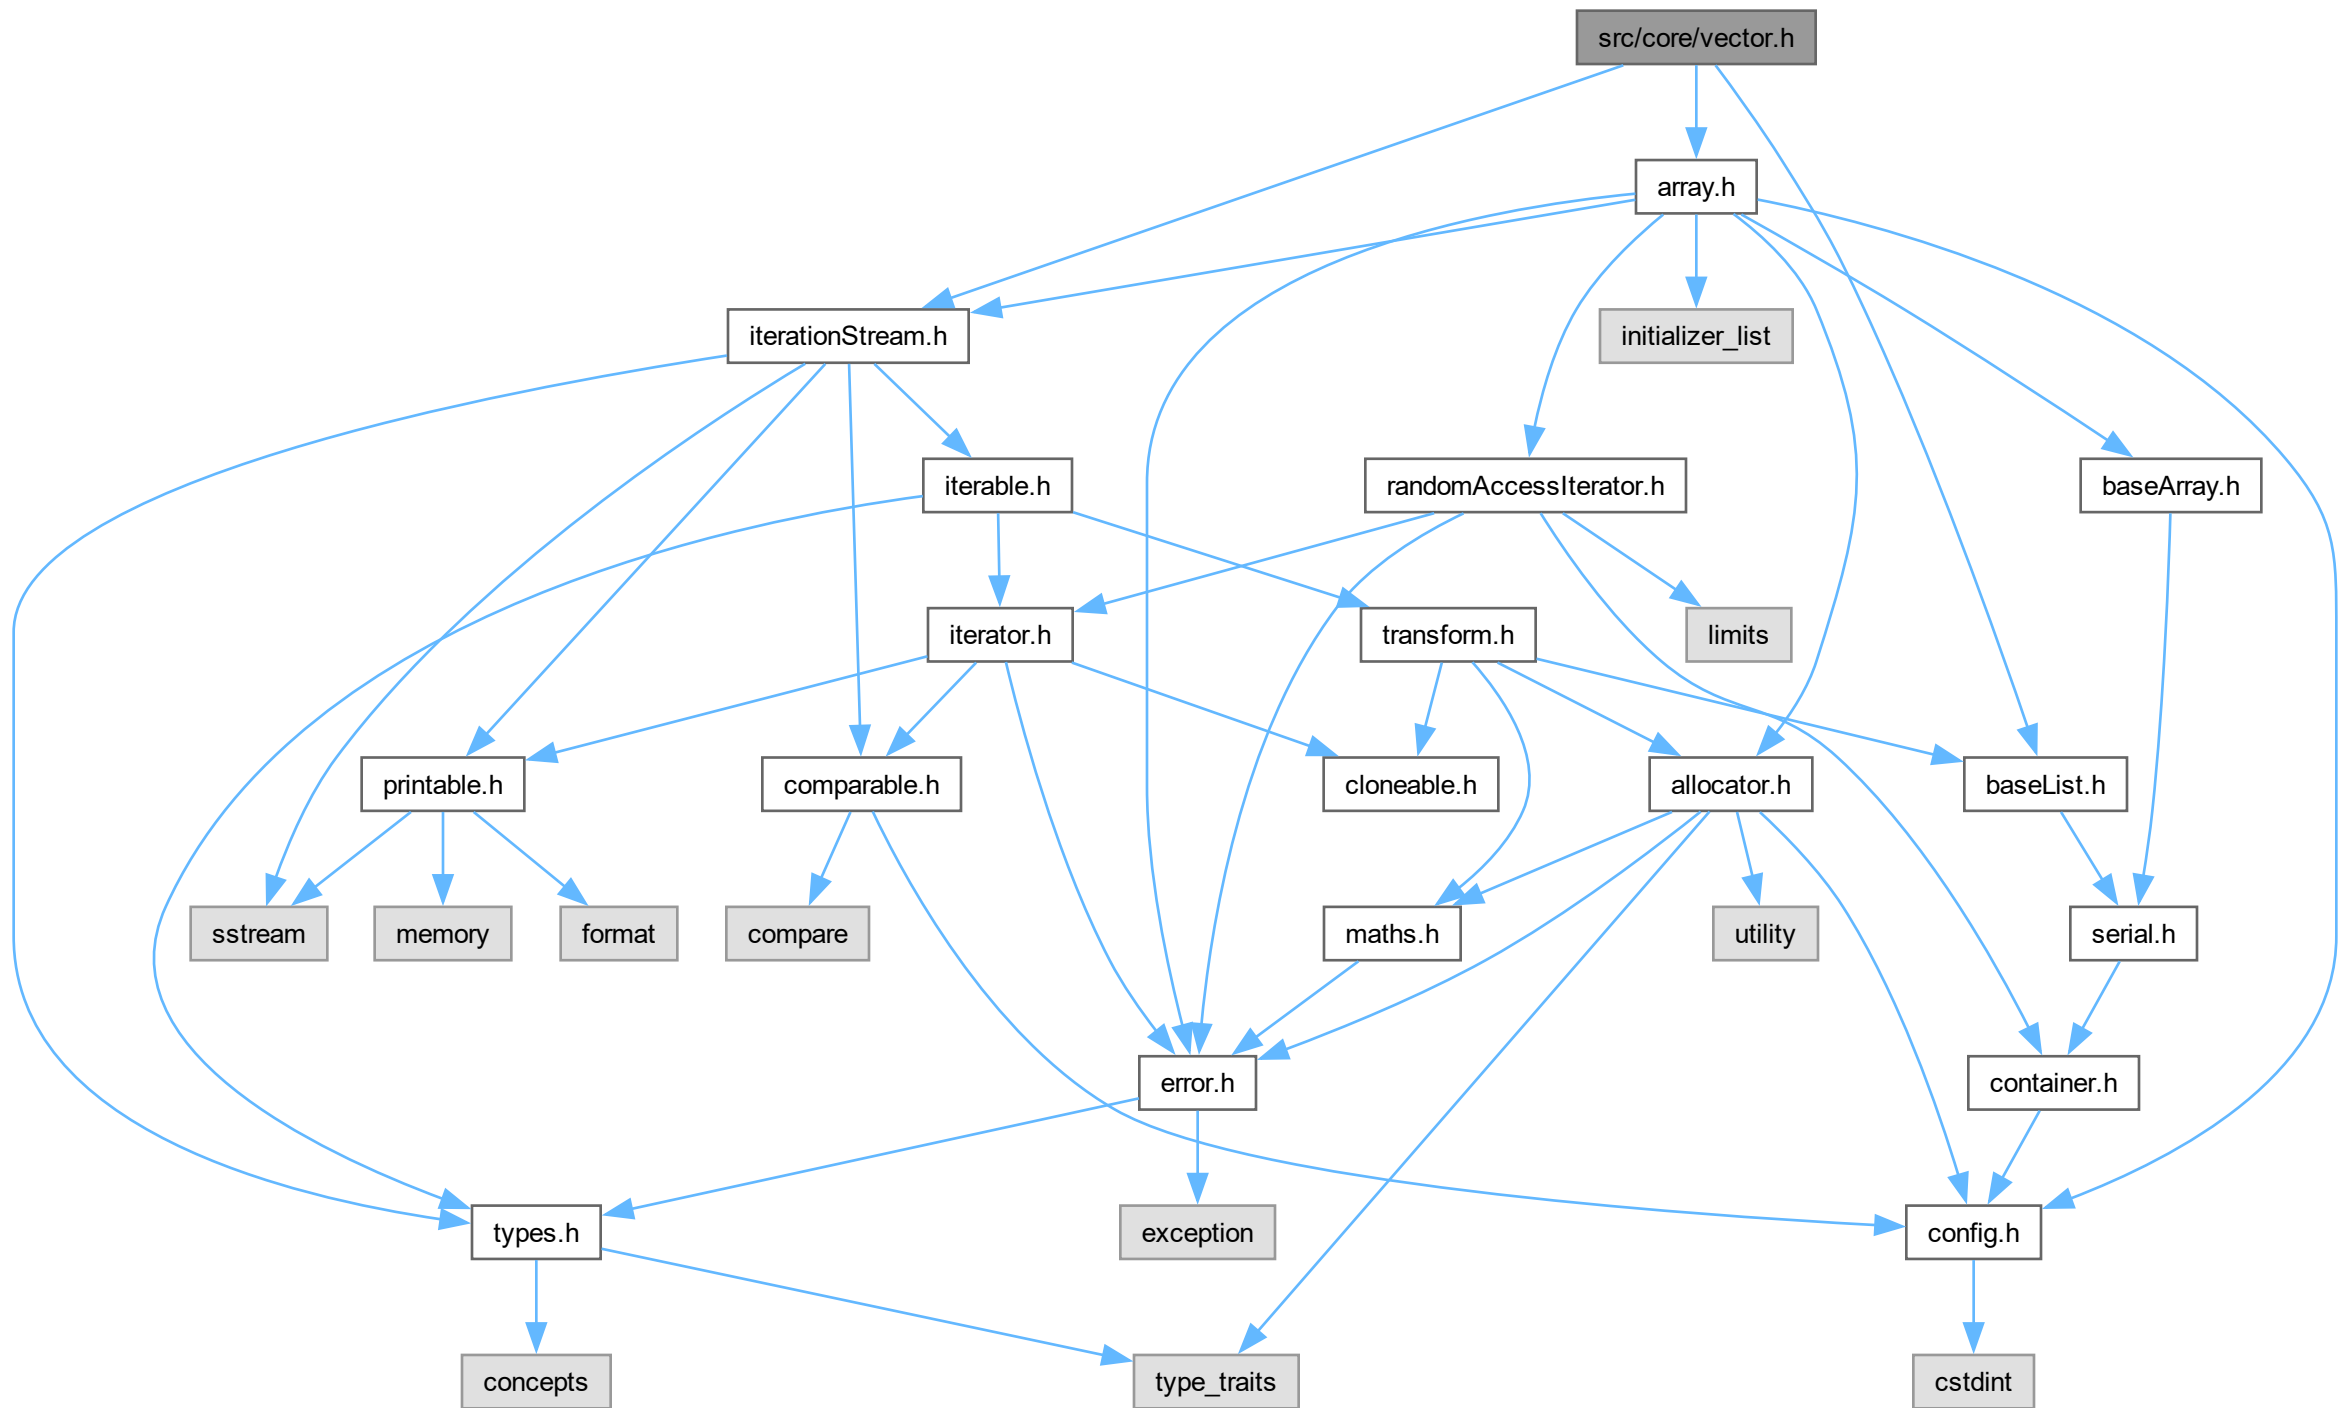 src/core/vector.h
array.h
iterationStream.h
initializer_list
iterable.h
randomAccessIterator.h
baseArray.h
iterator.h
transform.h
limits
printable.h
comparable.h
cloneable.h
allocator.h
baseList.h
sstream
memory
format
compare
maths.h
utility
serial.h
error.h
container.h
types.h
exception
config.h
concepts
type_traits
cstdint